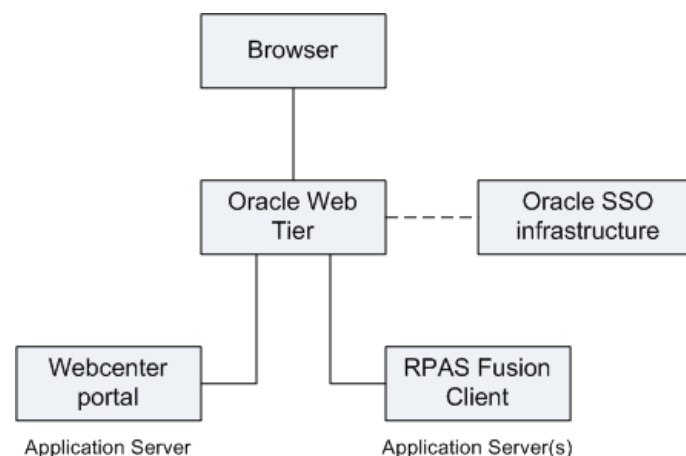 Browser
Oracle Web
Tier
Oracle SSO
infrastructure
Webcenter
portal
RPAS Fusion
Client
Application Server
Application Server(s)